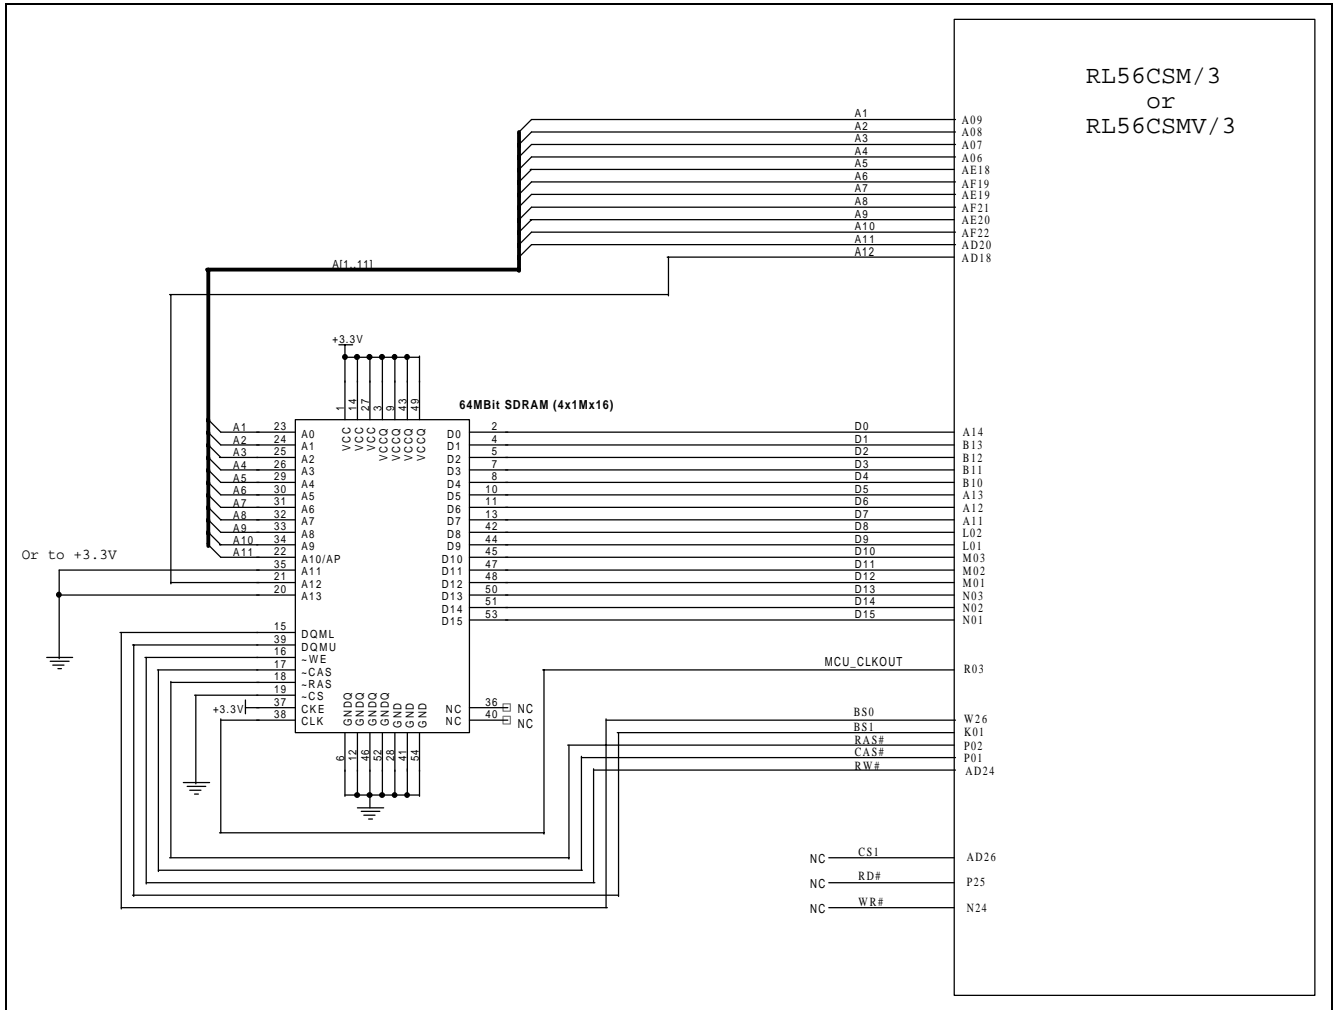 RL56CSM/3
or
RL56CSMV/3
A1 A09
A2 A08
A3 A07
A4 A06
A5 AE18
A6 AF19
A7 AE19
A8 AF21
A9 AE20
A10 AF22
A11 AD20
A12 AD18
A[1..11]
+3.3V
1 14 27 3 9 43 49
VCC VCC VCC VCCQ VCCQ VCCQ VCCQ
64MBit SDRAM (4x1Mx16)
A1 23 A0 D0 2 D0 A14
A2 24 A1 D1 4 D1 B13
A3 25 A2 D2 5 D2 B12
A4 26 A3 D3 7 D3 B11
A5 29 A4 D4 8 D4 B10
A6 30 A5 D5 10 D5 A13
A7 31 A6 D6 11 D6 A12
A8 32 A7 D7 13 D7 A11
A9 33 A8 D8 42 D8 L02
A10 34 A9 D9 44 D9 L01
A11 22 A10/AP D10 45 D10 M03
Or to +3.3V
35 A11 D11 47 D11 M02
21 A12 D12 48 D12 M01
20 A13 D13 50 D13 N03
D14 51 D14 N02
D15 53 D15 N01
15 DQML
39 DQMU
16 ~WE
17 ~CAS
18 ~RAS
19 ~CS
+3.3V 37 CKE
38 CLK
GNDQ GNDQ GNDQ GNDQ GND GND GND
6 12 46 52 28 41 54
NC 36 NC
NC 40 NC
MCU_CLKOUT R03
BS0 W26
BS1 K01
RAS# P02
CAS# P01
RW# AD24
NC CS1 AD26
NC RD# P25
NC WR# N24